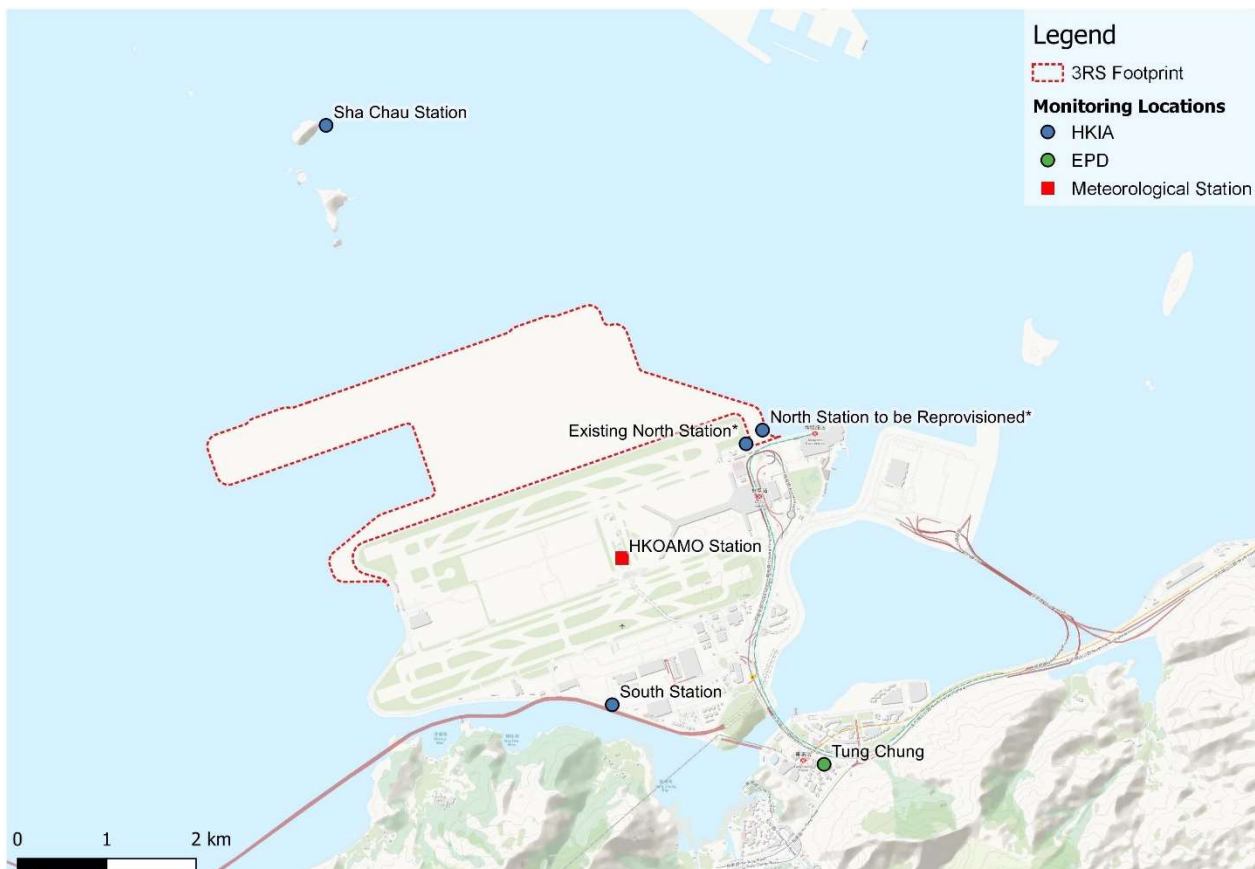 Legend
3RS Footprint
Monitoring Locations
HKIA
EPD
Meteorological Station
Sha Chau Station
North Station to be Reprovisioned*
Existing North Station*
HKOAMO Station
South Station
Tung Chung
0 1 2 km